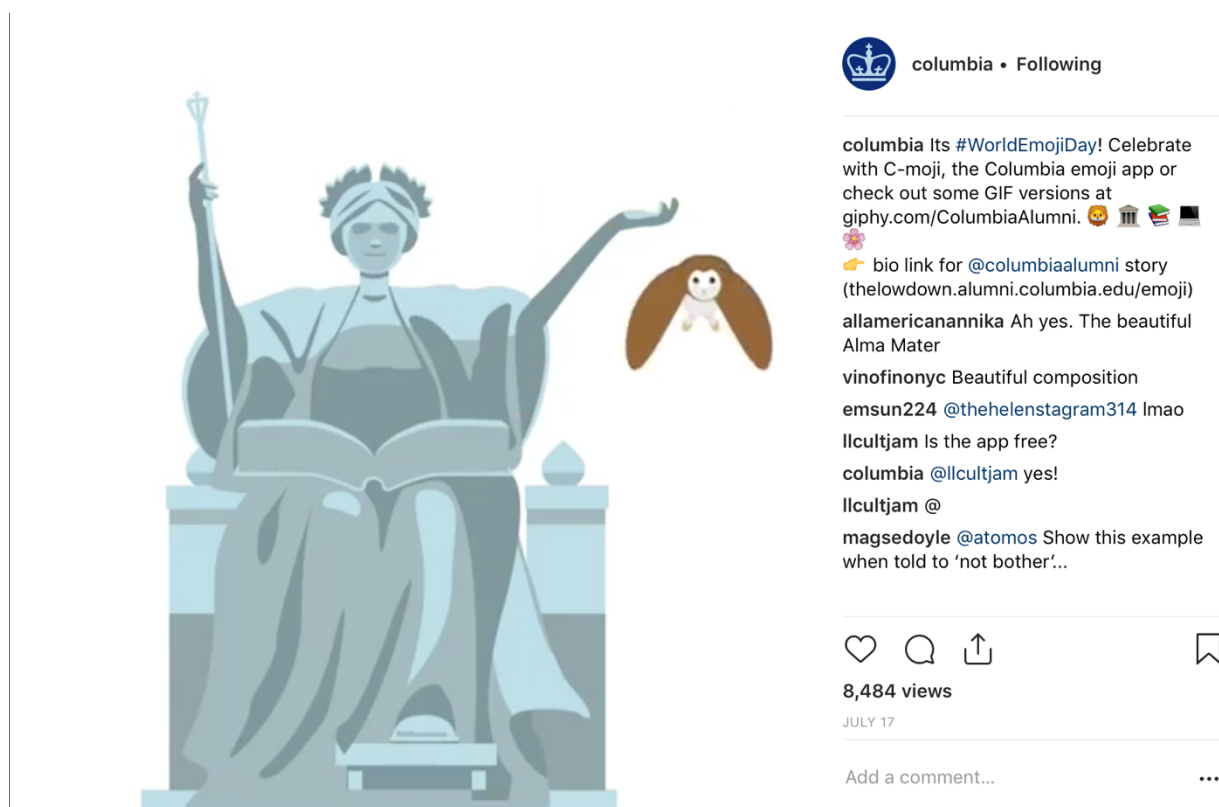 columbia • Following
columbia Its #WorldEmojiDay! Celebrate
with C-moji, the Columbia emoji app or
check out some GIF versions at
giphy.com/ColumbiaAlumni. 🦁 🏛 📚 💻
🌸
👉 bio link for @columbiaalumni story
(thelowdown.alumni.columbia.edu/emoji)
allamericanannika Ah yes. The beautiful
Alma Mater
vinofinonyc Beautiful composition
emsun224 @thehelenstagram314 lmao
llcultjam Is the app free?
columbia @llcultjam yes!
llcultjam @
magsedoyle @atomos Show this example
when told to ‘not bother’...
8,484 views
JULY 17
Add a comment...